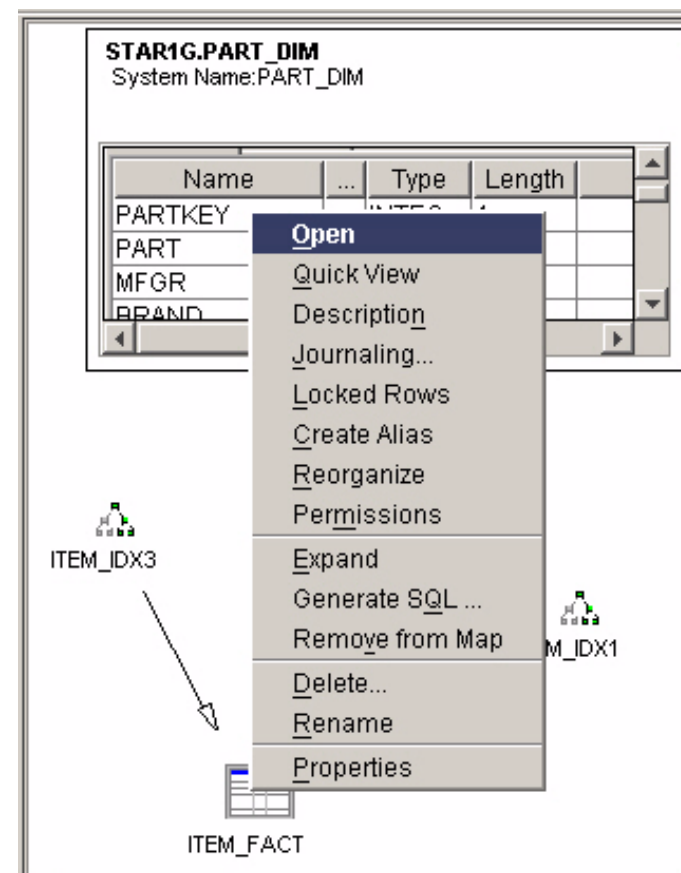 STAR1G.PART_DIM
System Name:PART_DIM
Name ... Type Length
PARTKEY
PART
MFGR
BRAND
Open
Quick View
Description
Journaling...
Locked Rows
Create Alias
Reorganize
Permissions
Expand
Generate SQL ...
Remove from Map
Delete...
Rename
Properties
ITEM_IDX3
M_IDX1
ITEM_FACT